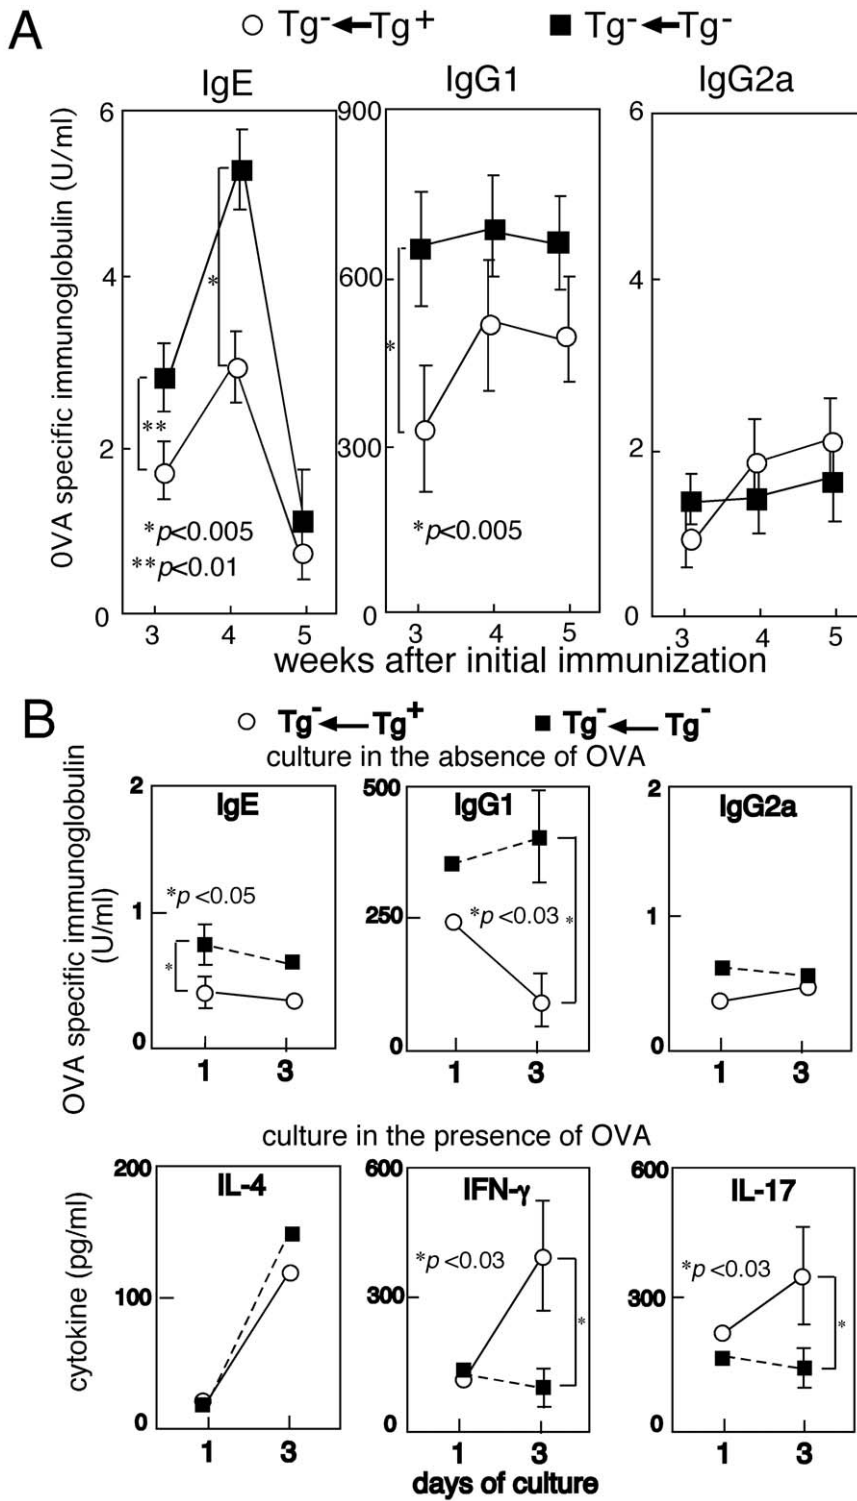 A
Tg- ← Tg+
Tg- ← Tg-
IgE
IgG1
IgG2a
0VA specific immunoglobulin (U/ml)
6
4
2
0
*
**
*p<0.005
**p<0.01
3 4 5
900
600
300
0
*
*p<0.005
3 4 5
6
4
2
0
3 4 5
weeks after initial immunization
B
Tg- ← Tg+
Tg- ← Tg-
culture in the absence of OVA
OVA specific immunoglobulin
(U/ml)
IgE
2
1
0
*p<0.05
*
1 3
IgG1
500
250
0
*p<0.03 *
1 3
IgG2a
2
1
0
1 3
culture in the presence of OVA
cytokine (pg/ml)
IL-4
200
100
0
1 3
IFN-γ
600
300
0
*p<0.03
*
1 3
IL-17
600
300
0
*p<0.03
*
1 3
days of culture